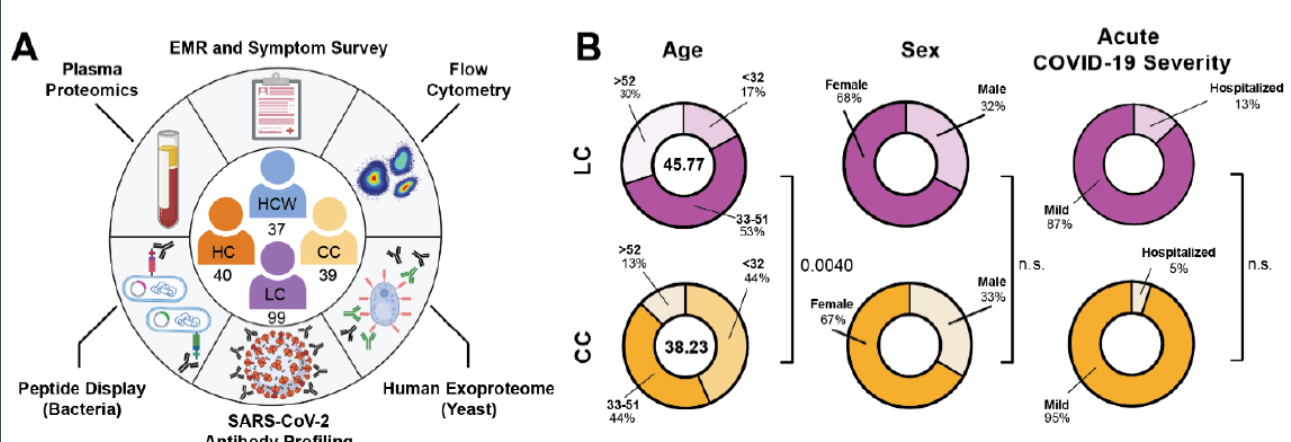 A
EMR and Symptom Survey
Plasma
Proteomics
Flow
Cytometry
HCW
37
HC
40
CC
39
LC
99
Peptide Display
(Bacteria)
Human Exoproteome
(Yeast)
SARS-CoV-2
Antibody Profiling
B
Age
Sex
Acute
COVID-19 Severity
LC
>52
30%
<32
17%
45.77
33-51
53%
Female
68%
Male
32%
Hospitalized
13%
Mild
87%
0.0040
n.s.
n.s.
CC
>52
13%
<32
44%
38.23
33-51
44%
Female
67%
Male
33%
Hospitalized
5%
Mild
95%